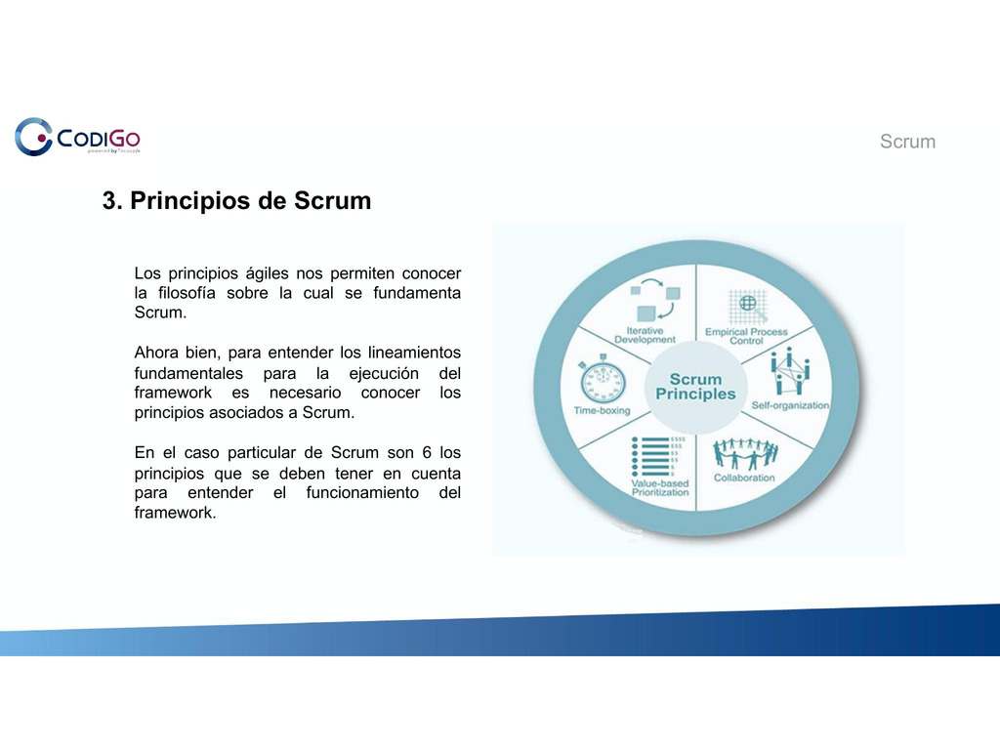 CODIGO
powered by Tecsup
Scrum
3. Principios de Scrum
Los principios ágiles nos permiten conocer
la filosofía sobre la cual se fundamenta
Scrum.
Ahora bien, para entender los lineamientos
fundamentales para la ejecución del
framework es necesario conocer los
principios asociados a Scrum.
En el caso particular de Scrum son 6 los
principios que se deben tener en cuenta
para entender el funcionamiento del
framework.
Iterative
Development
Empirical Process
Control
Scrum
Principles
Time-boxing
Self-organization
$$$$
$$$
$$
$$
$
$
Value-based
Prioritization
Collaboration